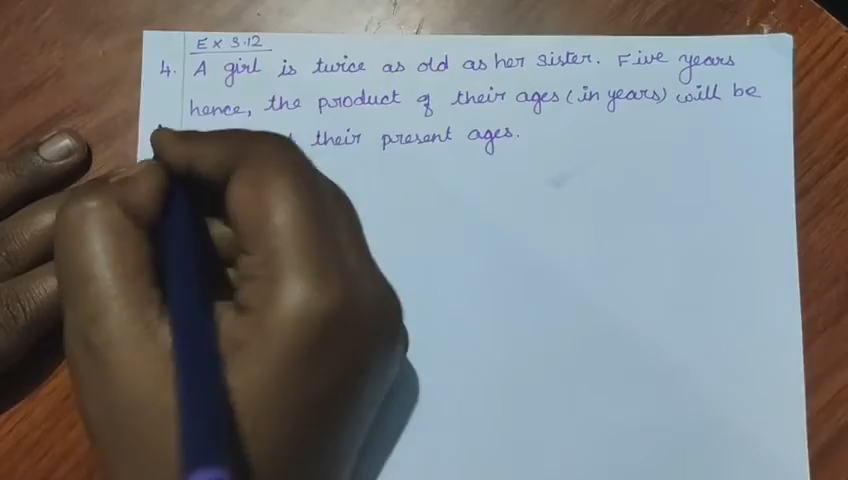 Ex 3.12
4. A girl is twice as old as her sister. Five years
hence, the product of their ages (in years) will be
their present ages.